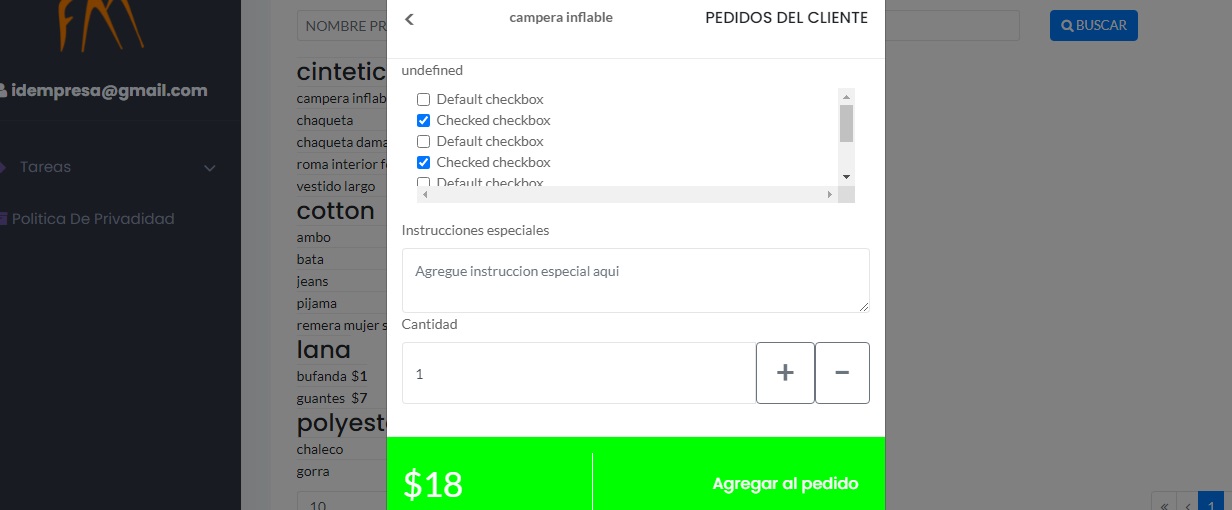 FM
idempresa@gmail.com
Tareas
Politica De Privadidad
NOMBRE PR
BUSCAR
cintetic
campera inflab
chaqueta
chaqueta dama
roma interior f
vestido largo
cotton
ambo
bata
jeans
pijama
remera mujer s
lana
bufanda $1
guantes $7
polyest
chaleco
gorra
10
campera inflable
PEDIDOS DEL CLIENTE
undefined
Default checkbox
Checked checkbox
Default checkbox
Checked checkbox
Default checkbox
Instrucciones especiales
Agregue instruccion especial aqui
Cantidad
1 + −
$18
Agregar al pedido
« ‹ 1